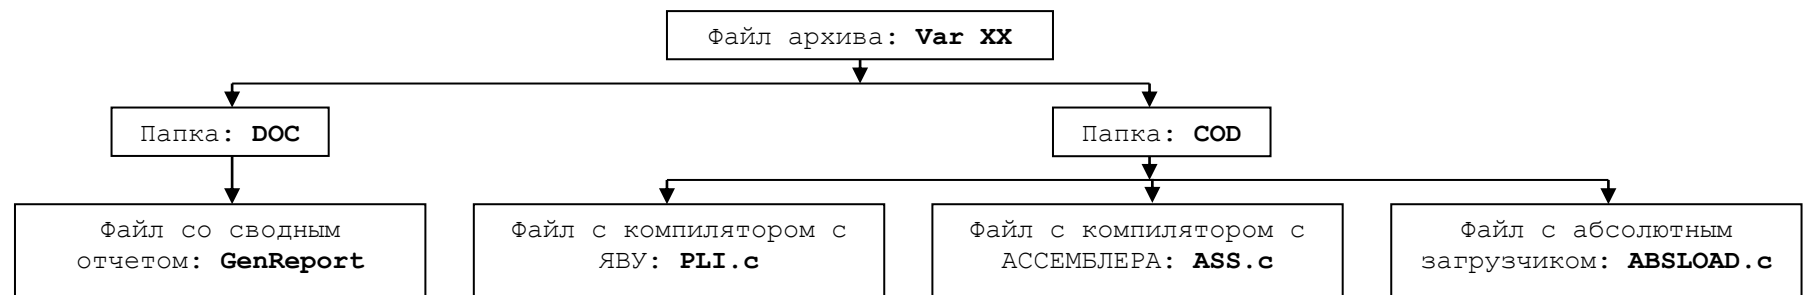 Файл архива: Var XX
Папка: DOC
Папка: COD
Файл со сводным
отчетом: GenReport
Файл с компилятором с
ЯВУ: PLI.c
Файл с компилятором с
АССЕМБЛЕРА: ASS.c
Файл с абсолютным
загрузчиком: ABSLOAD.c